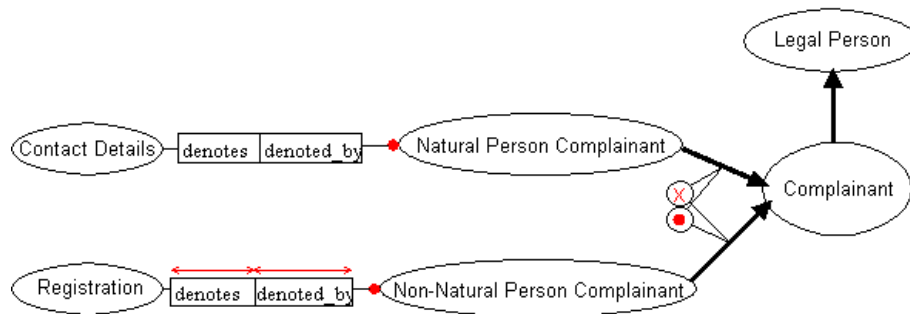 Legal Person
Contact Details
denotes
denoted_by
Natural Person Complainant
Complainant
X
Registration
denotes
denoted_by
Non-Natural Person Complainant